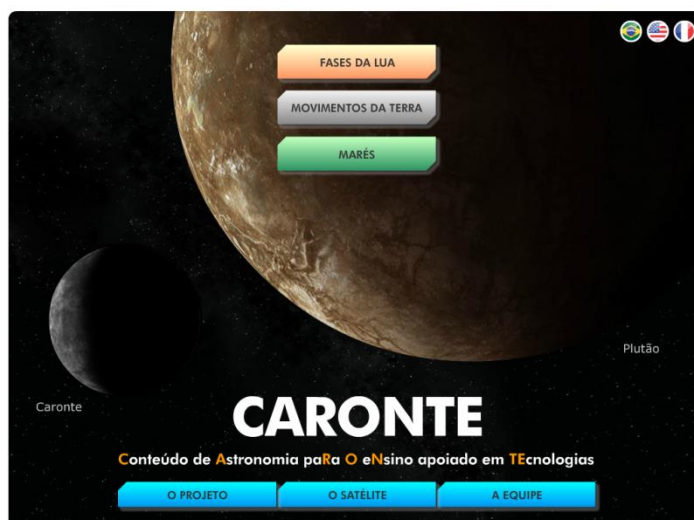 FASES DA LUA
MOVIMENTOS DA TERRA
MARÉS
Plutão
Caronte
CARONTE
Conteúdo de Astronomia paRa O eNsino apoiado em TEcnologias
O PROJETO
O SATÉLITE
A EQUIPE